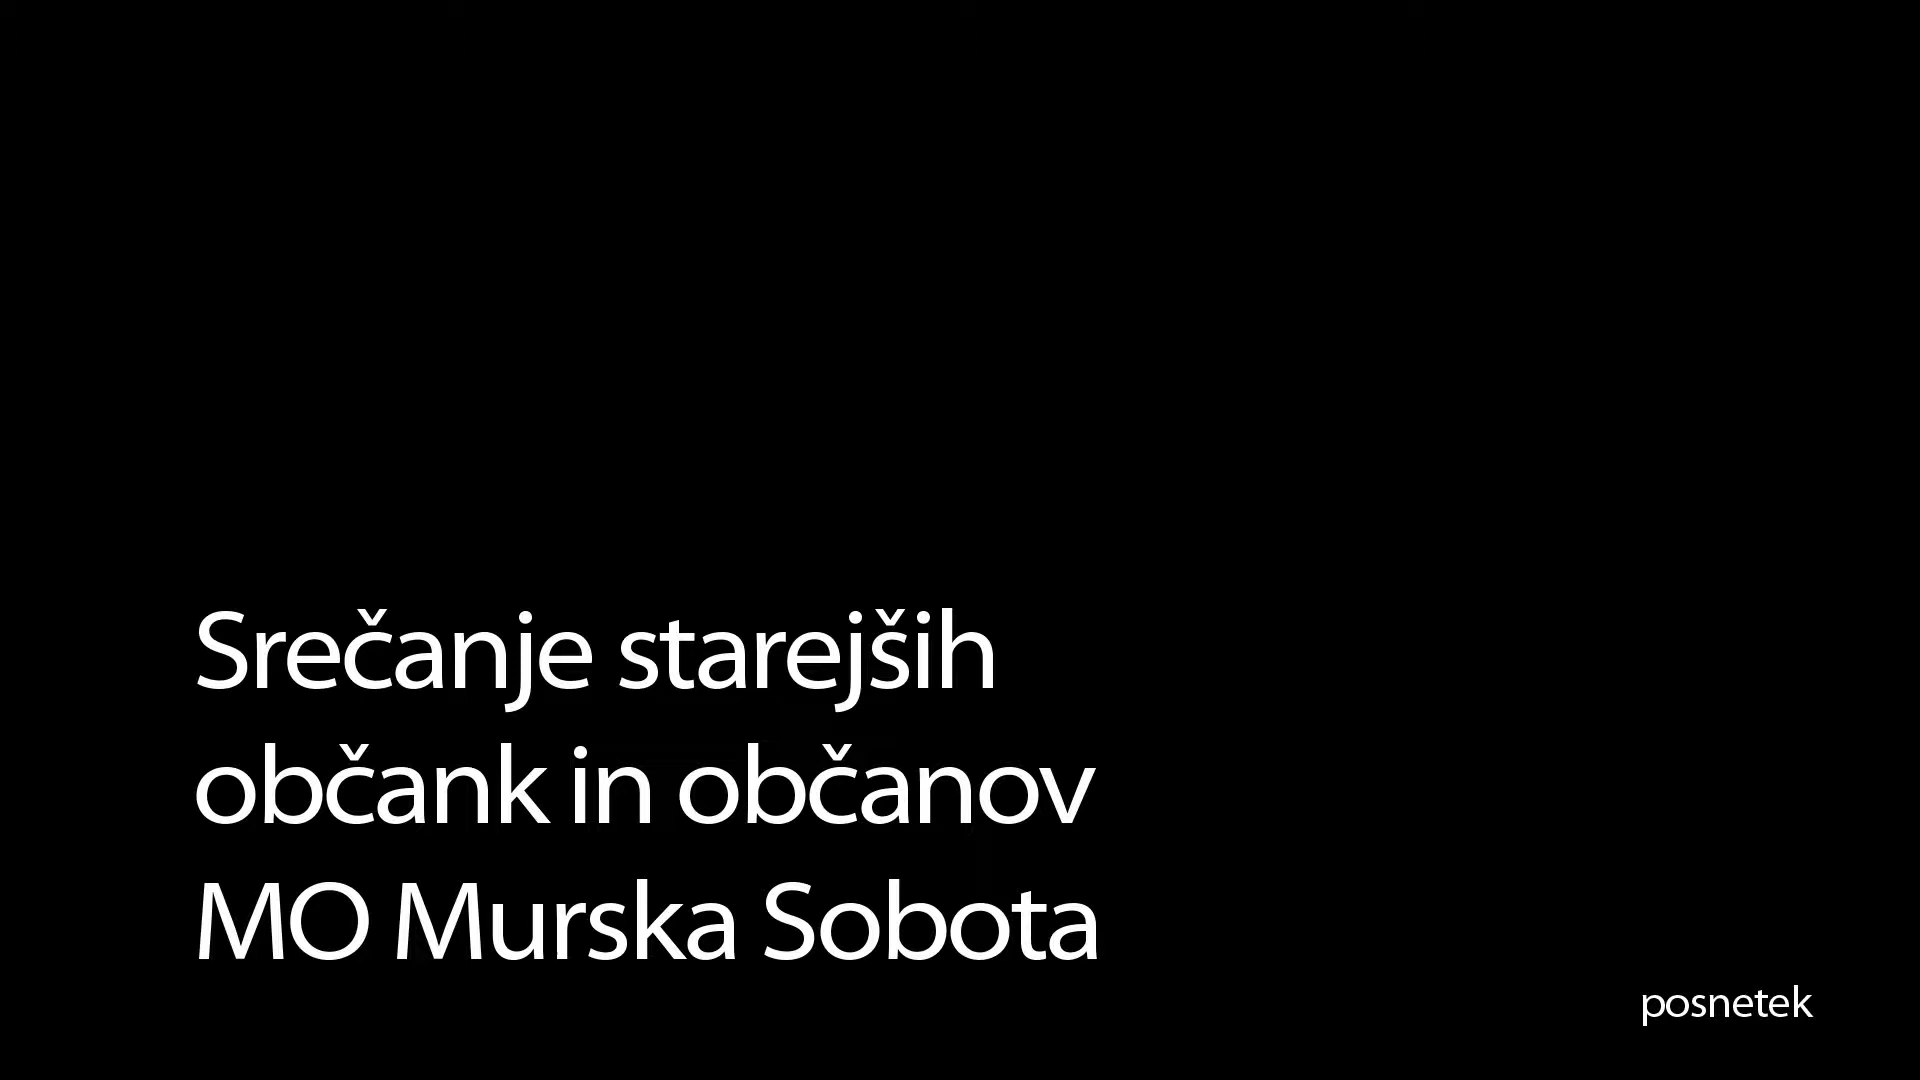 Srečanje starejših
občank in občanov
MO Murska Sobota
posnetek